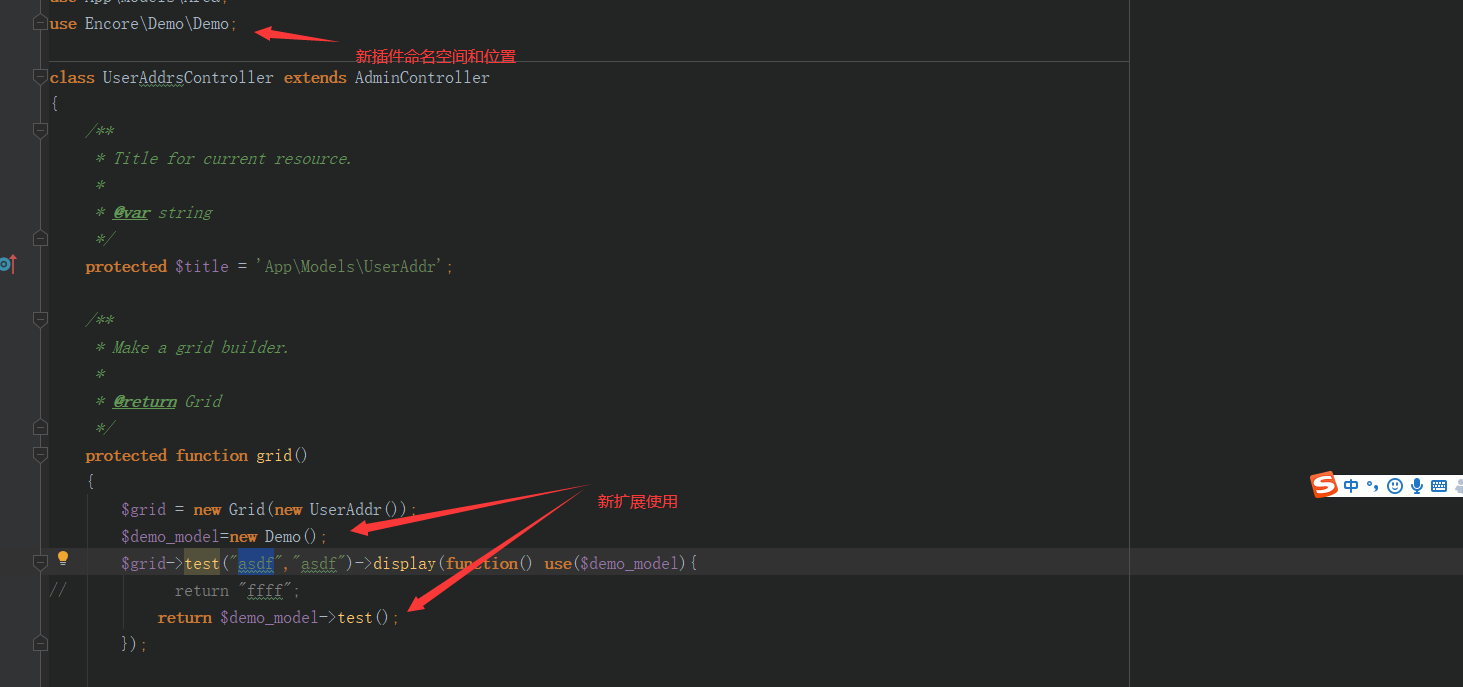 use App\Models\Area;
use Encore\Demo\Demo;
新插件命名空间和位置
class UserAddrsController extends AdminController
{
/**
* Title for current resource.
*
* @var string
*/
protected $title = 'App\Models\UserAddr';
/**
* Make a grid builder.
*
* @return Grid
*/
protected function grid()
{
新扩展使用
$grid = new Grid(new UserAddr());
$demo_model=new Demo();
$grid->test("asdf","asdf")->display(function() use($demo_model){
// return "ffff";
return $demo_model->test();
});
中